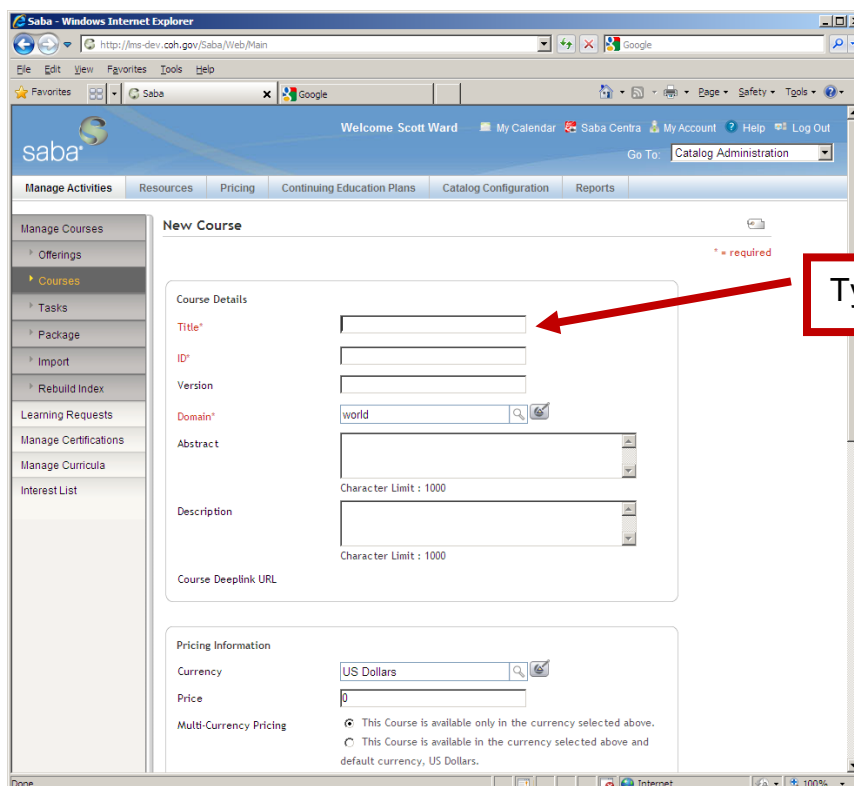 Saba - Windows Internet Explorer
http://lms-dev.coh.gov/Saba/Web/Main
Google
File Edit View Favorites Tools Help
Favorites Saba Google Page Safety Tools
saba
Welcome Scott Ward My Calendar Saba Centra My Account Help Log Out
Go To: Catalog Administration
Manage Activities Resources Pricing Continuing Education Plans Catalog Configuration Reports
Manage Courses
Offerings
Courses
Tasks
Package
Import
Rebuild Index
Learning Requests
Manage Certifications
Manage Curricula
Interest List
New Course
* = required
Course Details
Title*
ID*
Version
Domain* world
Abstract
Character Limit : 1000
Description
Character Limit : 1000
Course Deeplink URL
Pricing Information
Currency US Dollars
Price 0
Multi-Currency Pricing This Course is available only in the currency selected above.
This Course is available in the currency selected above and
default currency, US Dollars.
Ty
Done Internet 100%